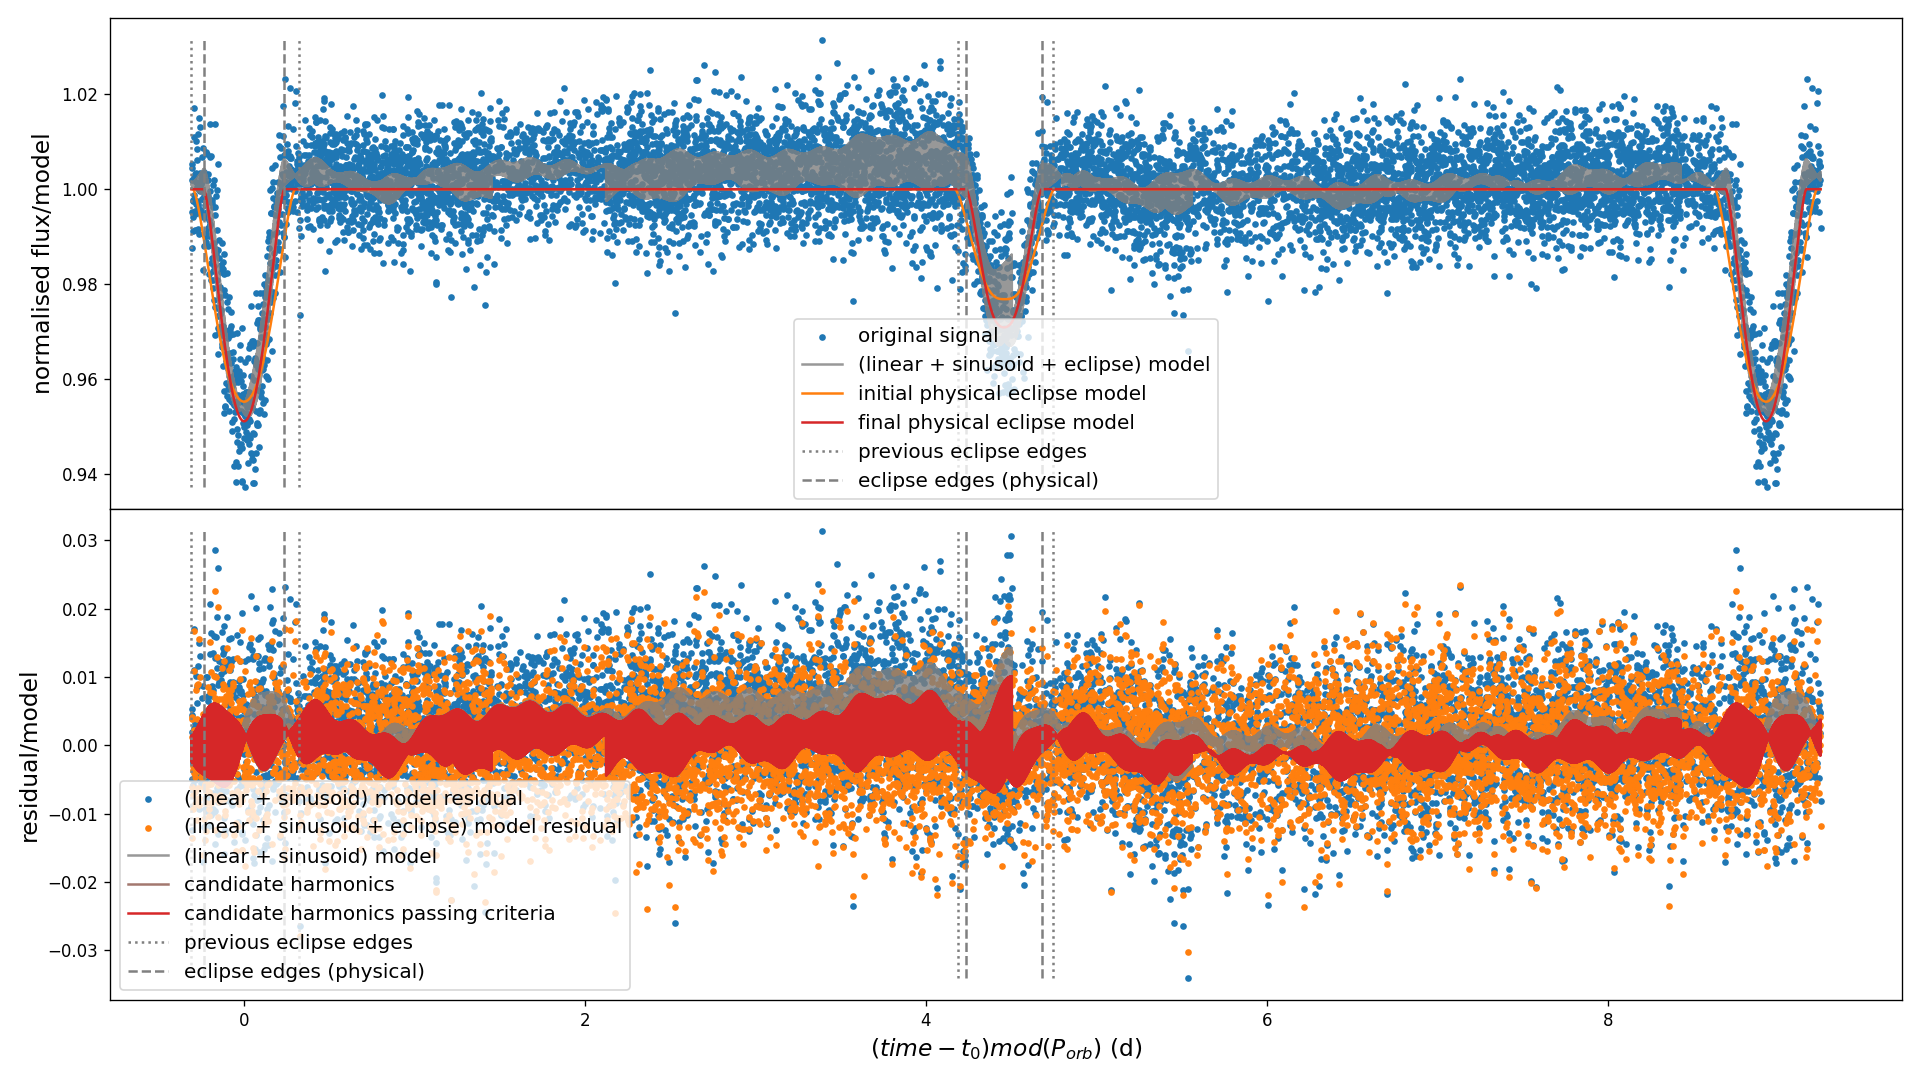 normalised flux/model
1.02
1.00
0.98
0.96
0.94
original signal
(linear + sinusoid + eclipse) model
initial physical eclipse model
final physical eclipse model
previous eclipse edges
eclipse edges (physical)
residual/model
0.03
0.02
0.01
0.00
−0.01
−0.02
−0.03
(linear + sinusoid) model residual
(linear + sinusoid + eclipse) model residual
(linear + sinusoid) model
candidate harmonics
candidate harmonics passing criteria
previous eclipse edges
eclipse edges (physical)
0 2 4 6 8
(time − t₀)mod(P_orb) (d)